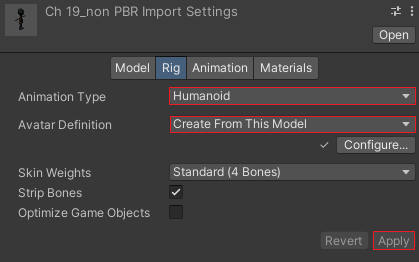 Ch 19_non PBR Import Settings
Open
Model Rig Animation Materials
Animation Type Humanoid
Avatar Definition Create From This Model
Configure...
Skin Weights Standard (4 Bones)
Strip Bones
Optimize Game Objects
Revert Apply